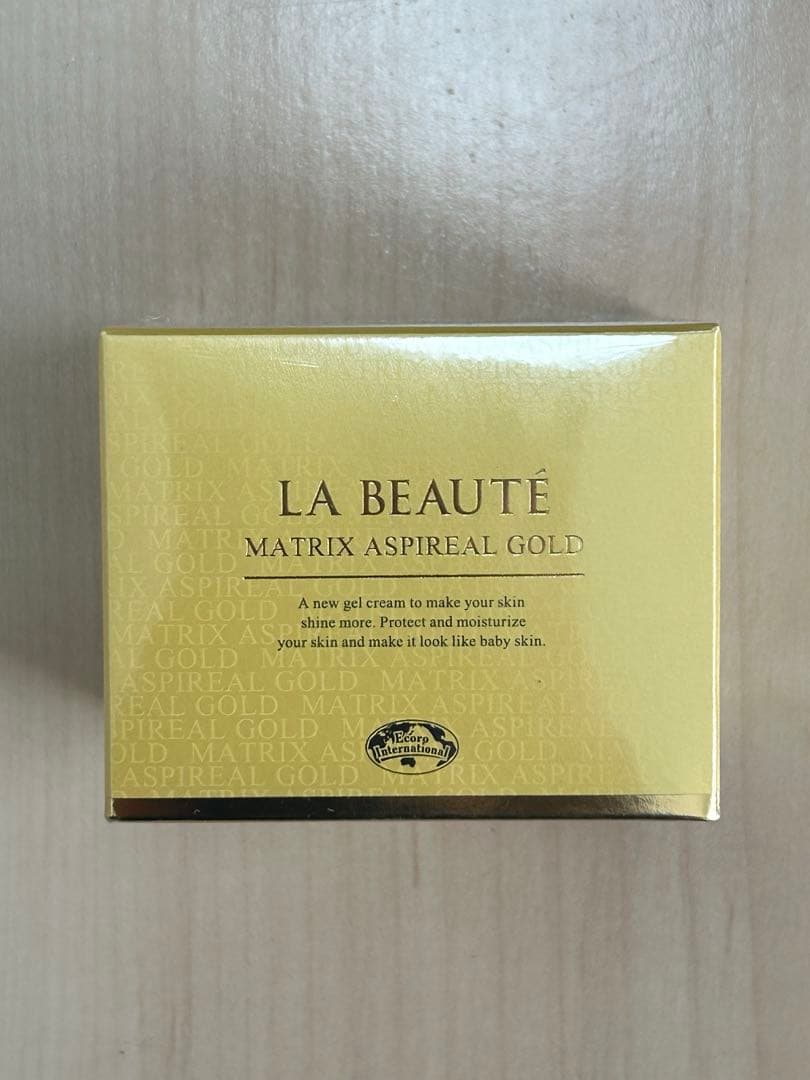 LA BEAUTÉ
MATRIX ASPIREAL GOLD
A new gel cream to make your skin
shine more. Protect and moisturize
your skin and make it look like baby skin.
Ecorp
International